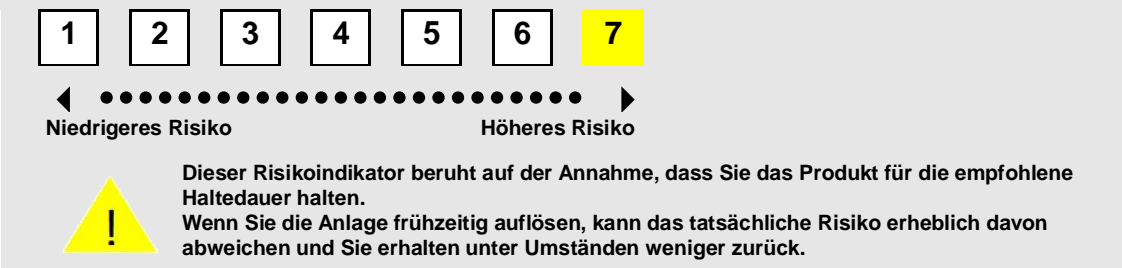 1 2 3 4 5 6 7
Niedrigeres Risiko Höheres Risiko
Dieser Risikoindikator beruht auf der Annahme, dass Sie das Produkt für die empfohlene
Haltedauer halten.
Wenn Sie die Anlage frühzeitig auflösen, kann das tatsächliche Risiko erheblich davon
abweichen und Sie erhalten unter Umständen weniger zurück.
!